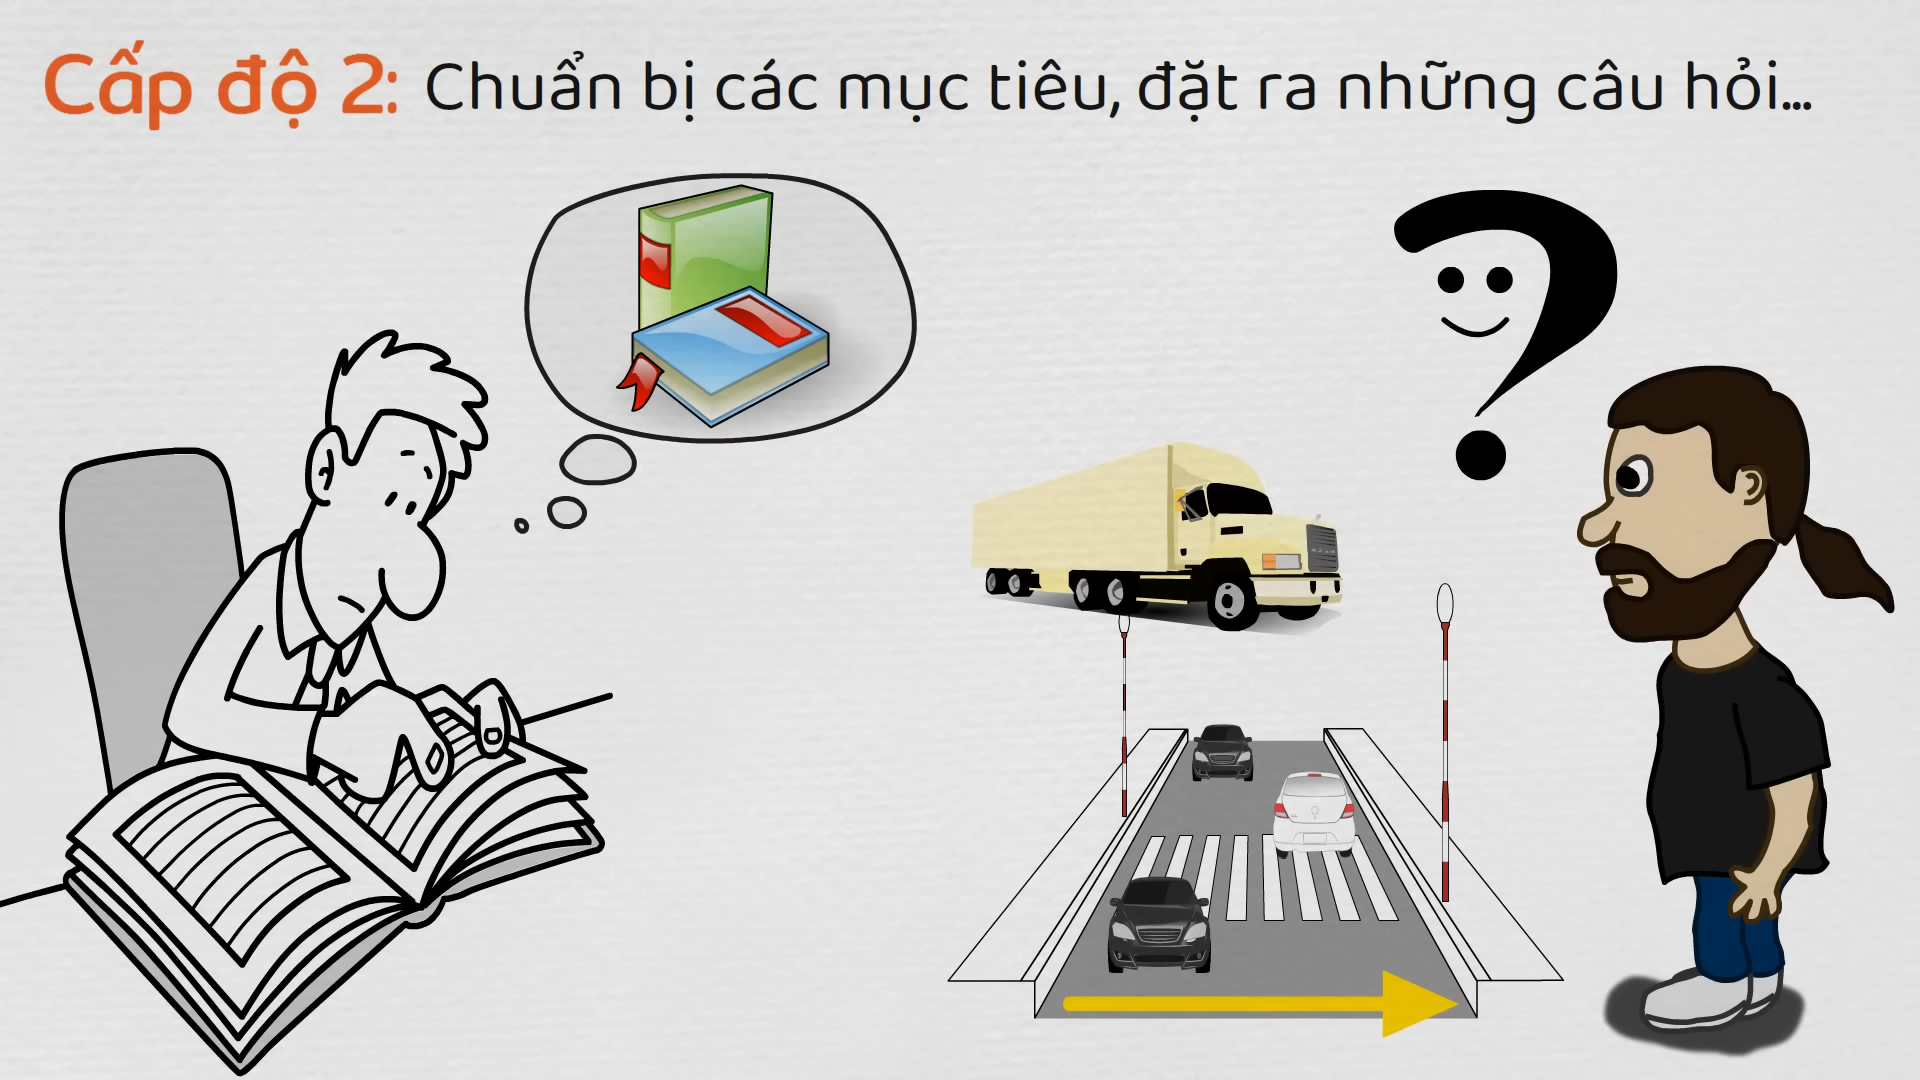 Cấp độ 2: Chuẩn bị các mục tiêu, đặt ra những câu hỏi...